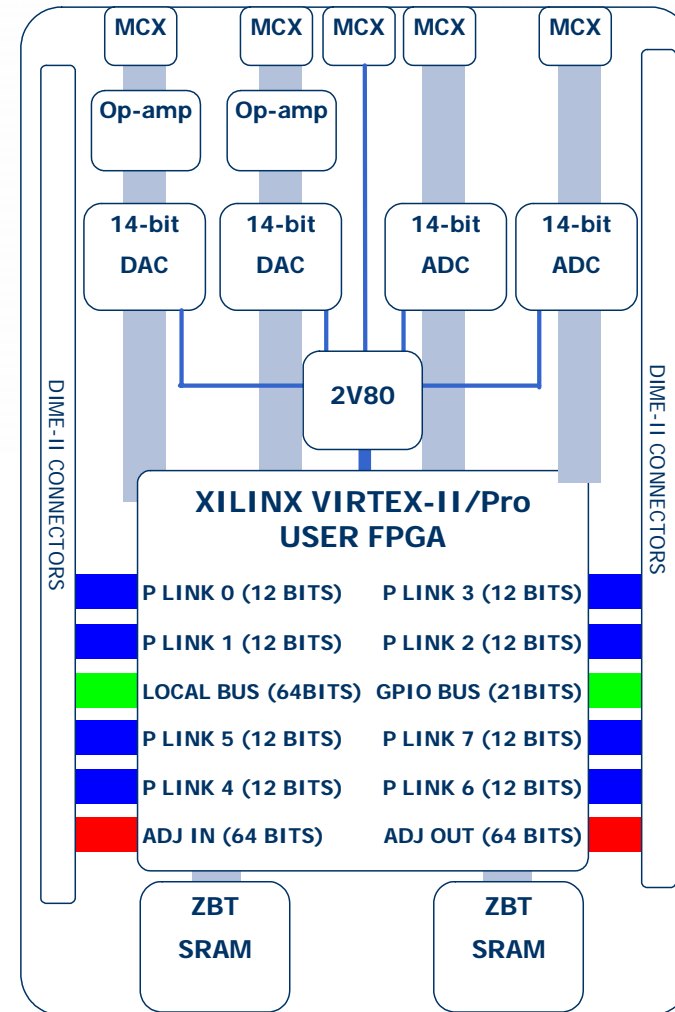 MCX
MCX
MCX
MCX
MCX
Op-amp
Op-amp
14-bit
DAC
14-bit
DAC
14-bit
ADC
14-bit
ADC
2V80
DIME-II CONNECTORS
DIME-II CONNECTORS
XILINX VIRTEX-II/Pro
USER FPGA
P LINK 0 (12 BITS)
P LINK 3 (12 BITS)
P LINK 1 (12 BITS)
P LINK 2 (12 BITS)
LOCAL BUS (64BITS)
GPIO BUS (21BITS)
P LINK 5 (12 BITS)
P LINK 7 (12 BITS)
P LINK 4 (12 BITS)
P LINK 6 (12 BITS)
ADJ IN (64 BITS)
ADJ OUT (64 BITS)
ZBT
SRAM
ZBT
SRAM